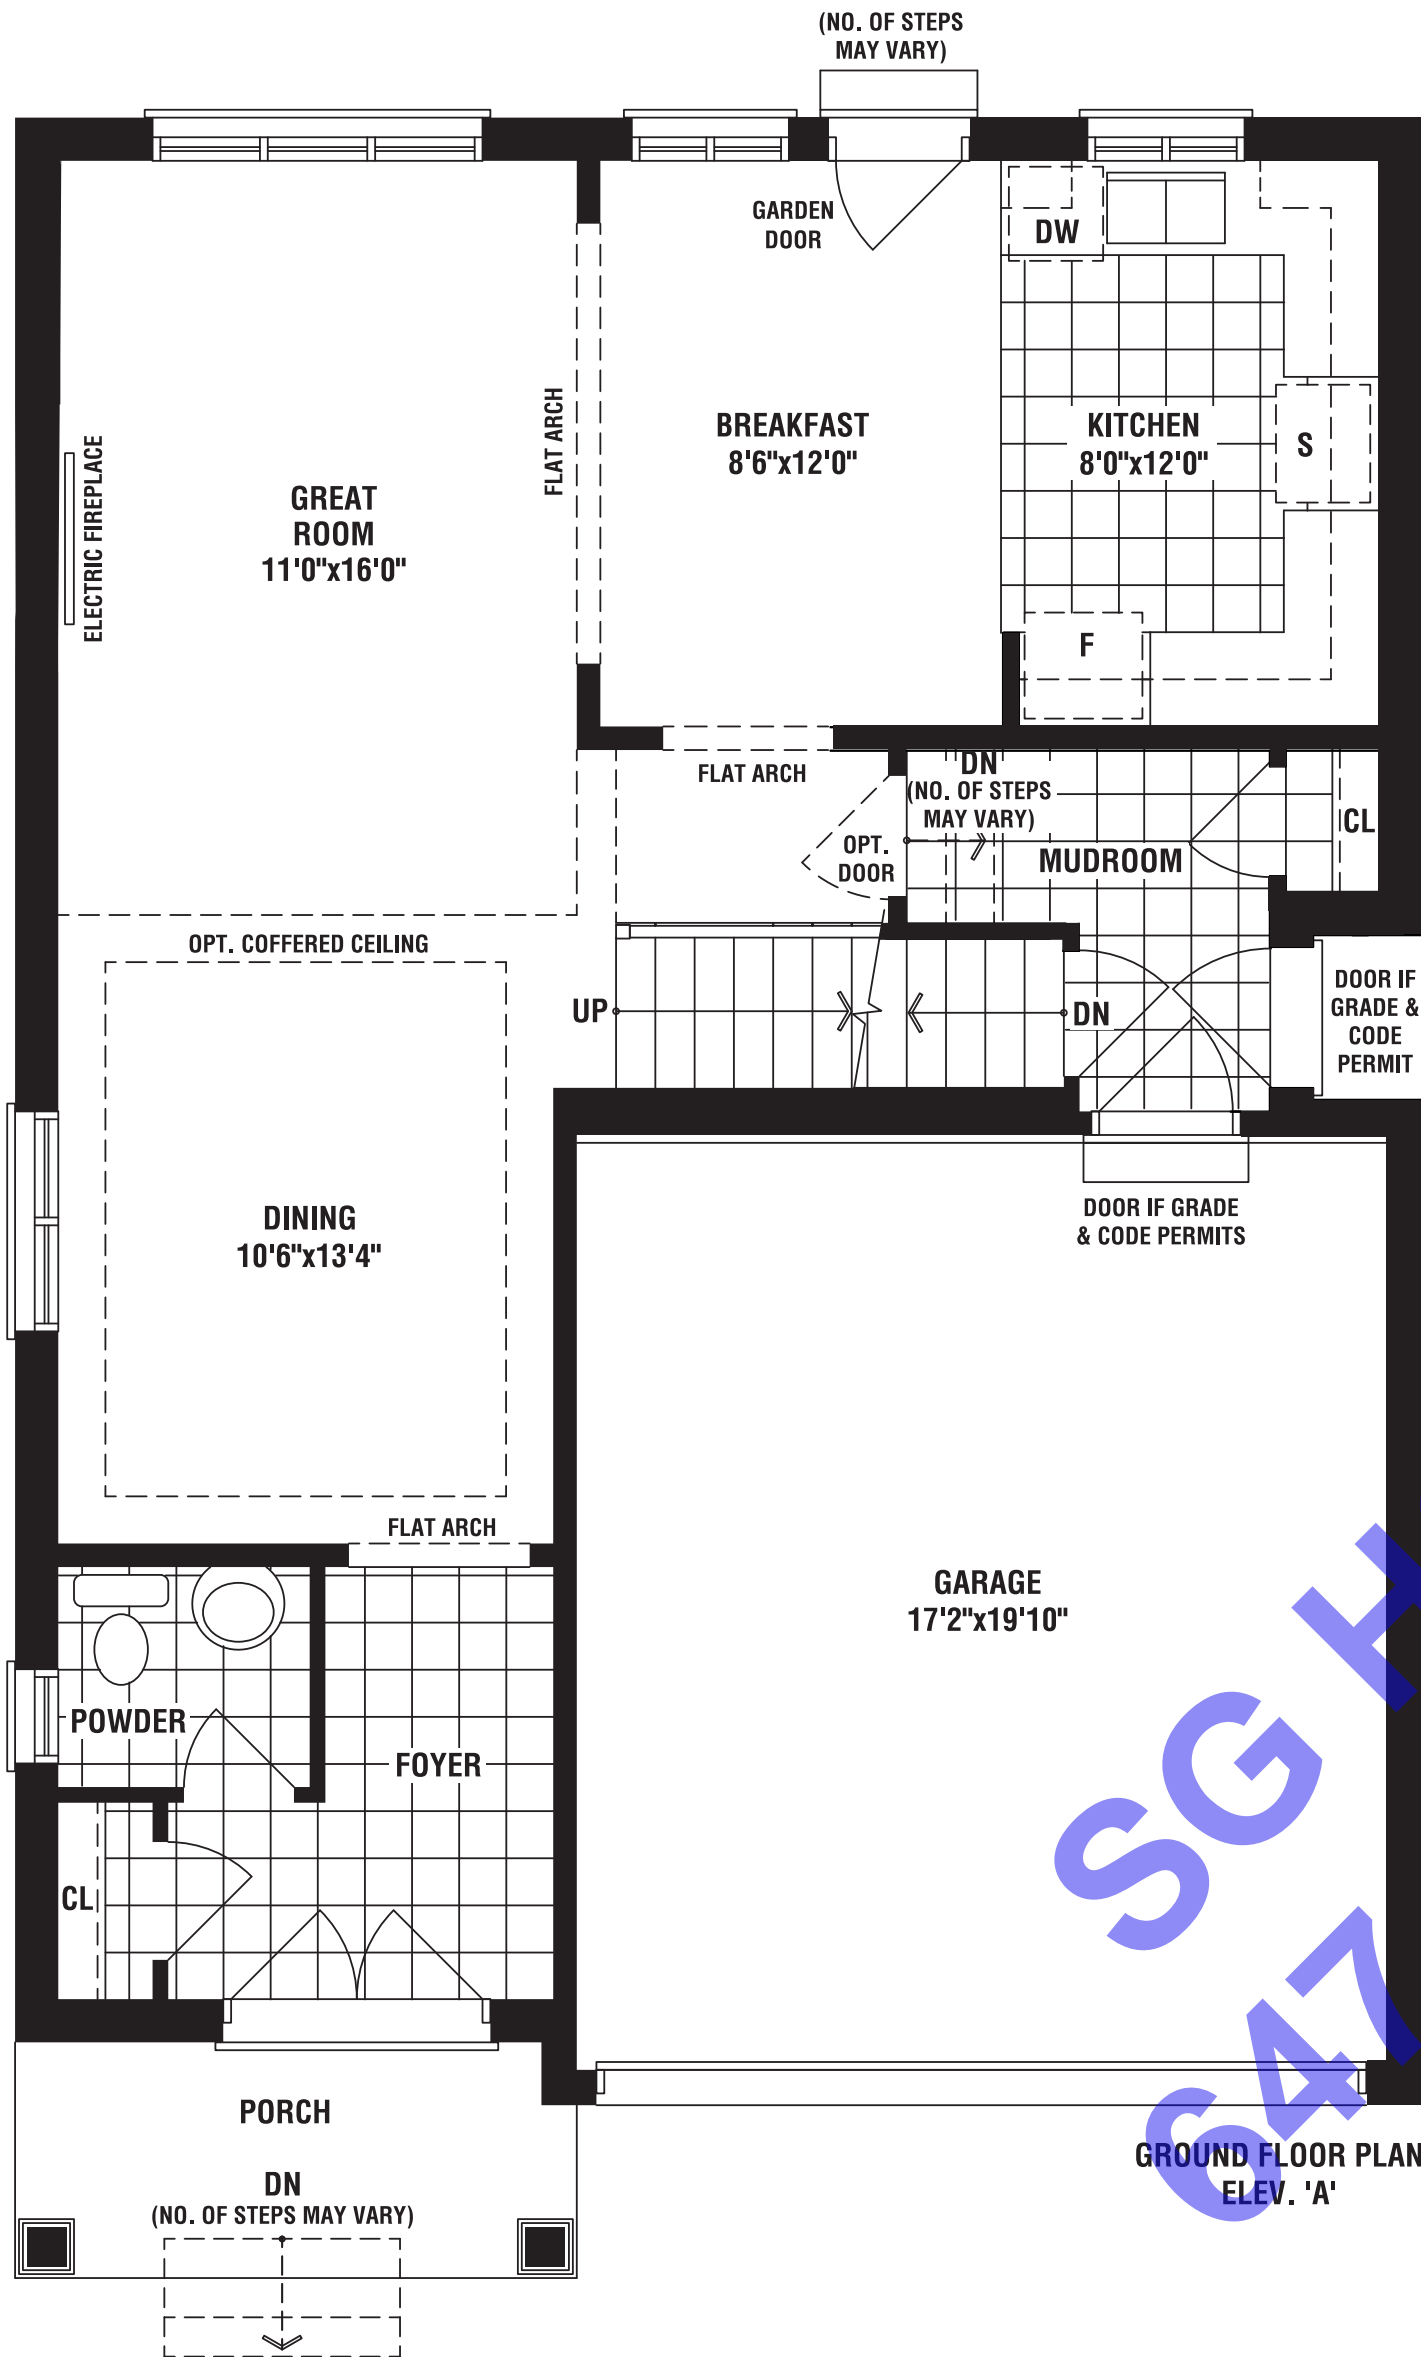 (NO. OF STEPS
MAY VARY)
GARDEN
DOOR
DW
FLAT ARCH
BREAKFAST
8'6"x12'0"
KITCHEN
8'0"x12'0"
S
ELECTRIC FIREPLACE
GREAT
ROOM
11'0"x16'0"
F
FLAT ARCH
DN
(NO. OF STEPS
MAY VARY)
CL
OPT.
DOOR
MUDROOM
OPT. COFFERED CEILING
UP
DN
DOOR IF
GRADE &
CODE
PERMIT
DINING
10'6"x13'4"
DOOR IF GRADE
& CODE PERMITS
FLAT ARCH
GARAGE
17'2"x19'10"
POWDER
FOYER
CL
PORCH
DN
(NO. OF STEPS MAY VARY)
GROUND FLOOR PLAN
ELEV. 'A'
SG H
647